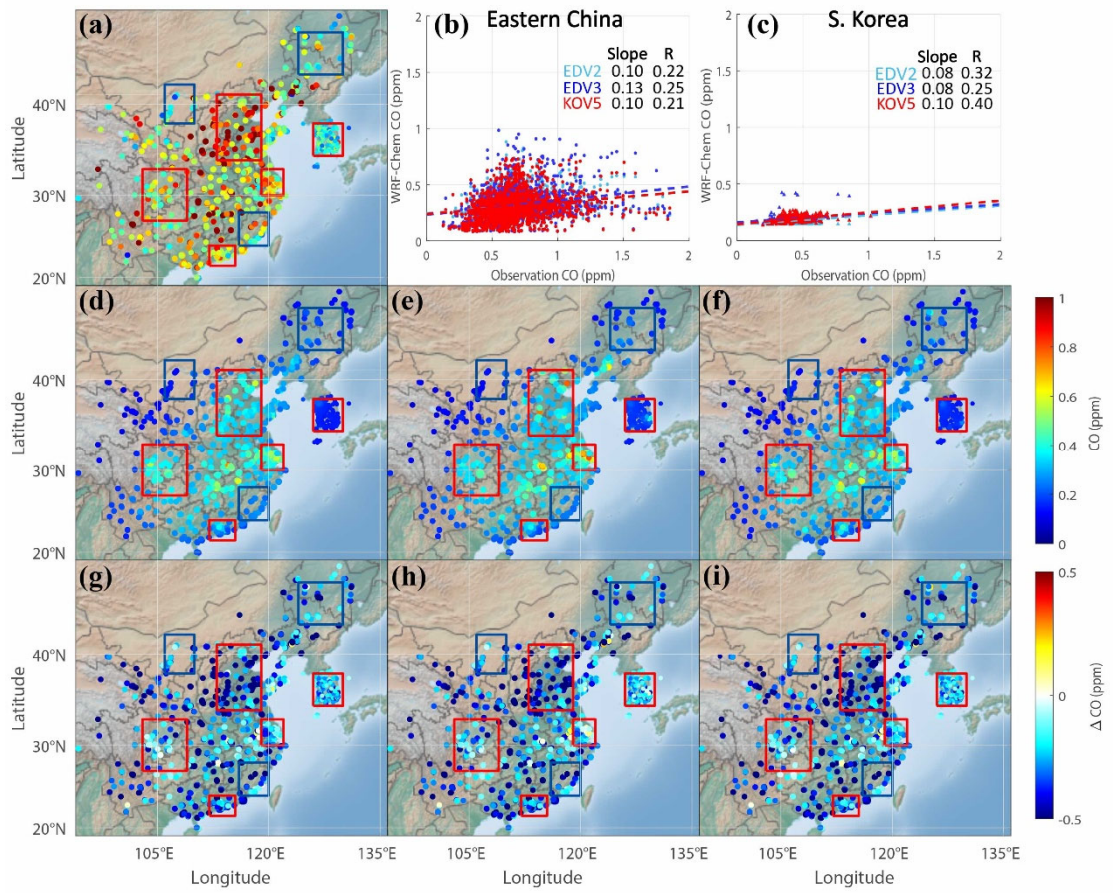 (a)
(b)
Eastern China
Slope R
EDV2 0.10 0.22
EDV3 0.13 0.25
KOV5 0.10 0.21
(c)
S. Korea
Slope R
EDV2 0.08 0.32
EDV3 0.08 0.25
KOV5 0.10 0.40
Latitude
40°N
30°N
20°N
WRF-Chem CO (ppm)
2
1.5
1
0.5
0
0
0.5
1
1.5
2
Observation CO (ppm)
WRF-Chem CO (ppm)
2
1.5
1
0.5
0
0
0.5
1
1.5
2
Observation CO (ppm)
(d)
(e)
(f)
Latitude
40°N
30°N
20°N
1
0.8
0.6
0.4
0.2
0
CO (ppm)
(g)
(h)
(i)
Latitude
40°N
30°N
20°N
0.5
0
-0.5
Δ CO (ppm)
105°E
120°E
135°E
105°E
120°E
135°E
105°E
120°E
135°E
Longitude
Longitude
Longitude